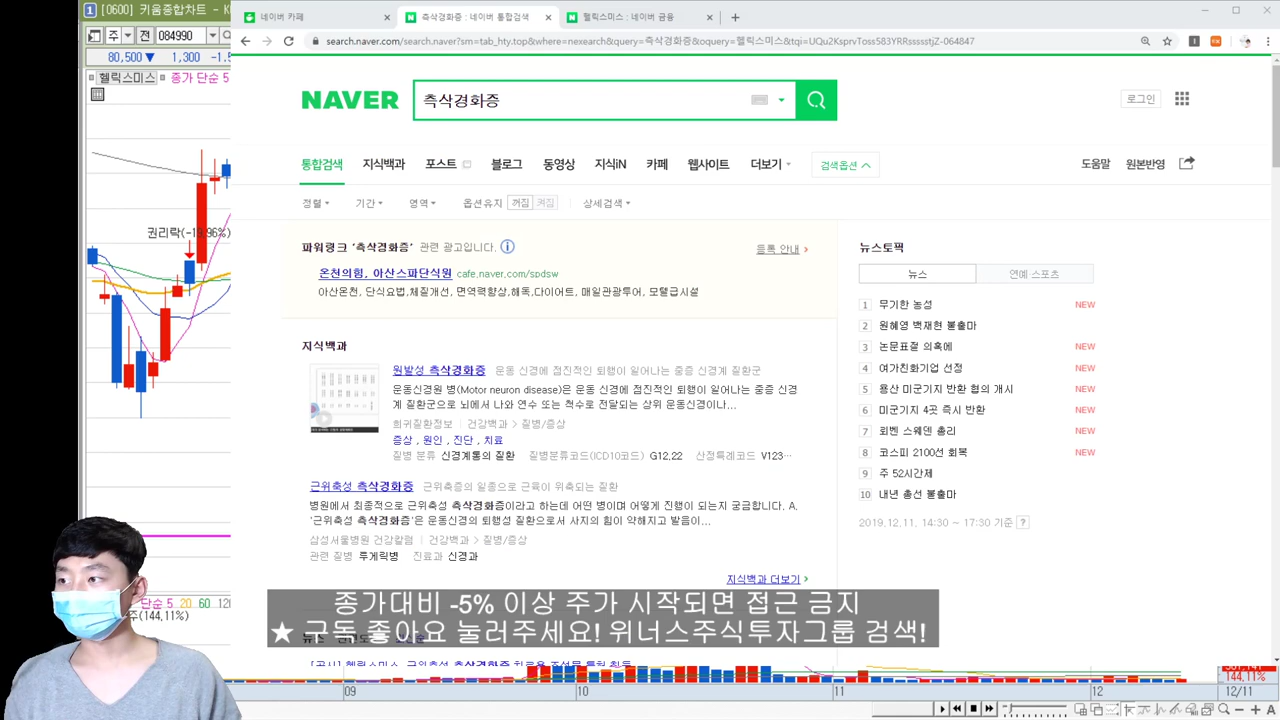 [0600] 키움종합차트 - K
주 전 084990
80,500 ▼ 1,300 -1.5
헬릭스미스 종가 단순 5
권리락(-19.96%)
종가 단순 5 20 60 120
(144.11%)
네이버 카페
측삭경화증 : 네이버 통합검색
헬릭스미스 : 네이버 금융
search.naver.com/search.naver?sm=tab_hty.top&where=nexearch&query=측삭경화증&oquery=헬릭스미스&tqi=UQu2KsprvToss583YRRssssstjZ-064847
NAVER 측삭경화증
로그인
통합검색 지식백과 포스트 블로그 동영상 지식iN 카페 웹사이트 더보기 검색옵션
도움말 원본반영
정렬 기간 영역 옵션유지 꺼짐 켜짐 상세검색
파워링크 '측삭경화증' 관련 광고입니다.
등록 안내
온천의힘, 아산스파단식원 cafe.naver.com/spdsw
아산온천, 단식요법,체질개선, 면역력향상,해독,다이어트, 매일관광투어, 모텔급시설
지식백과
원발성 측삭경화증 운동 신경에 점진적인 퇴행이 일어나는 중증 신경계 질환군
운동신경원 병(Motor neuron disease)은 운동 신경에 점진적인 퇴행이 일어나는 중증 신경
계 질환군으로 뇌에서 나와 연수 또는 척수로 전달되는 상위 운동신경이나...
희귀질환정보 건강백과 > 질병/증상
증상 , 원인 , 진단 , 치료
질병 분류 신경계통의 질환 질병분류코드(ICD10코드) G12,22 산정특례코드 V123···
근위축성 측삭경화증 근위축증의 일종으로 근육이 위축되는 질환
병원에서 최종적으로 근위축성 측삭경화증이라고 하는데 어떤 병이며 어떻게 진행이 되는지 궁금합니다. A.
'근위축성 측삭경화증'은 운동신경의 퇴행성 질환으로서 사지의 힘이 약해지고 발음이...
삼성서울병원 건강칼럼 건강백과 > 질병/증상
관련 질병 루게릭병 진료과 신경과
지식백과 더보기
뉴스토픽
뉴스 연예 스포츠
1 무기한 농성 NEW
2 원혜영 백재현 불출마
3 논문표절 의혹에 NEW
4 여가친화기업 선정 NEW
5 용산 미군기지 반환 협의 개시 NEW
6 미군기지 4곳 즉시 반환 NEW
7 뢰벤 스웨덴 총리 NEW
8 코스피 2100선 회복 NEW
9 주 52시간제
10 내년 총선 불출마
2019.12.11. 14:30 ~ 17:30 기준 ?
종가대비 -5% 이상 주가 시작되면 접근 금지
★ 구독 좋아요 눌러주세요! 위너스주식투자그룹 검색!
09 10 11 12 12/11
144.11%